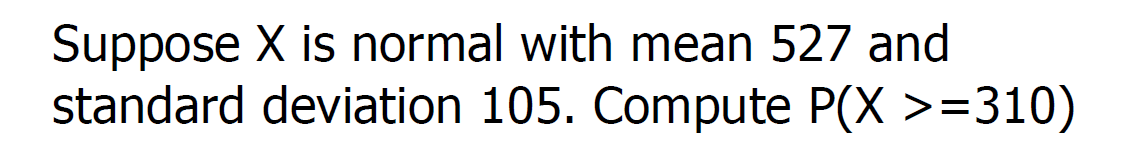 Suppose X is normal with mean 527 and
standard deviation 105. Compute P(X >=310)